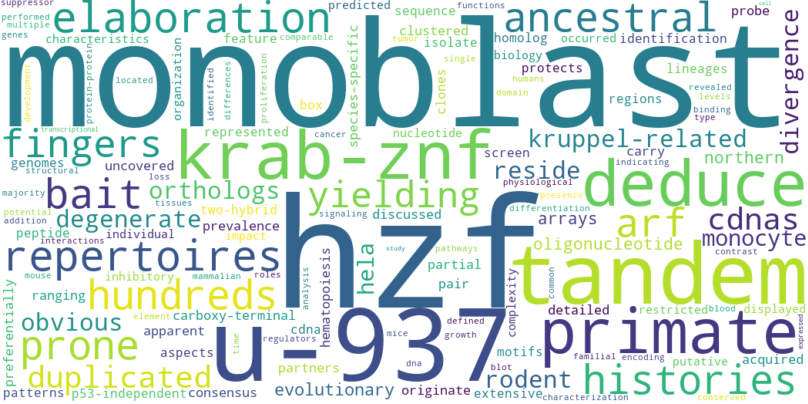 suppressor
predicted
functions
cell
performed
multiple
genes
elaboration
sequence
ancestral
probe
characteristics
feature
comparable
clustered
homolog
occurred
identification
tumor
isolate
biology
monoblast
development
protein-protein
located
organization
identified
differences
proliferation
box
species-specific
clones
single
humans
domain
protects
regions
lineages
revealed
levels
binding
type
divergence
transcriptional
fingers
represented
cancer
nucleotide
kruppel-related
genomes
structural
uncovered
krab-znf
screen
reside
carry
indicating
northern
majority
loss
tissues
bait
orthologs
yielding
physiological
presence
deduce
potential
addition
degenerate
two-hybrid
prevalence
signaling
discussed
differentiation
arrays
arf
cdnas
peptide
individual
impact
hzf
oligonucleotide
monocyte
interactions
repertoires
roles
hematopoiesis
analysis
hela
study
pathways
partial
contrast
mouse
inhibitory
mammalian
pair
complexity
common
tandem
preferentially
ranging
hundreds
element
carboxy-terminal
regulators
cdna
mice
defined
growth
detailed
restricted
blood
displayed
expressed
obvious
apparent
time
u-937
motifs
primate
prone
aspects
partners
dna
blot
familial
encoding
putative
acquired
duplicated
rodent
histories
patterns
p53-independent
consensus
evolutionary
originate
extensive
characterization
conserved